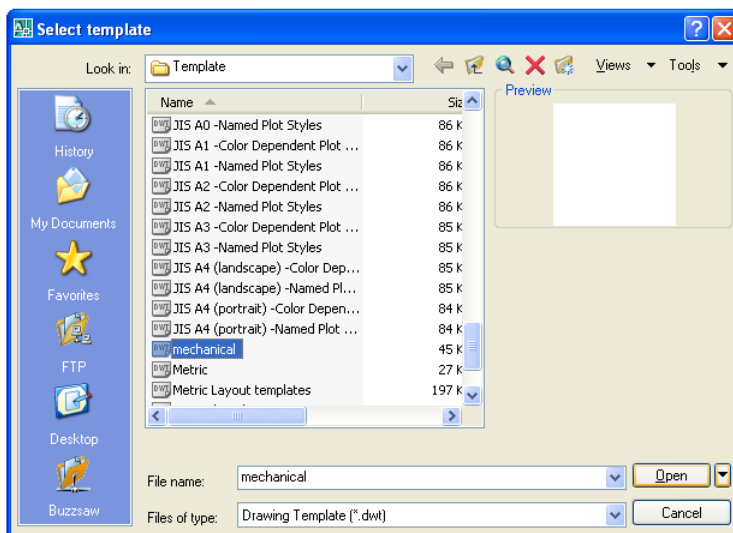 Select template
Look in: Template Views Tools
History
My Documents
Favorites
FTP
Desktop
Buzzsaw
Name Siz
JIS A0 -Named Plot Styles 86 K
JIS A1 -Color Dependent Plot ... 86 K
JIS A1 -Named Plot Styles 86 K
JIS A2 -Color Dependent Plot ... 86 K
JIS A2 -Named Plot Styles 86 K
JIS A3 -Color Dependent Plot ... 85 K
JIS A3 -Named Plot Styles 85 K
JIS A4 (landscape) -Color Dep... 85 K
JIS A4 (landscape) -Named Pl... 85 K
JIS A4 (portrait) -Color Depen... 84 K
JIS A4 (portrait) -Named Plot ... 84 K
mechanical 45 K
Metric 27 K
Metric Layout templates 197 K
Preview
File name: mechanical Open
Files of type: Drawing Template (*.dwt) Cancel